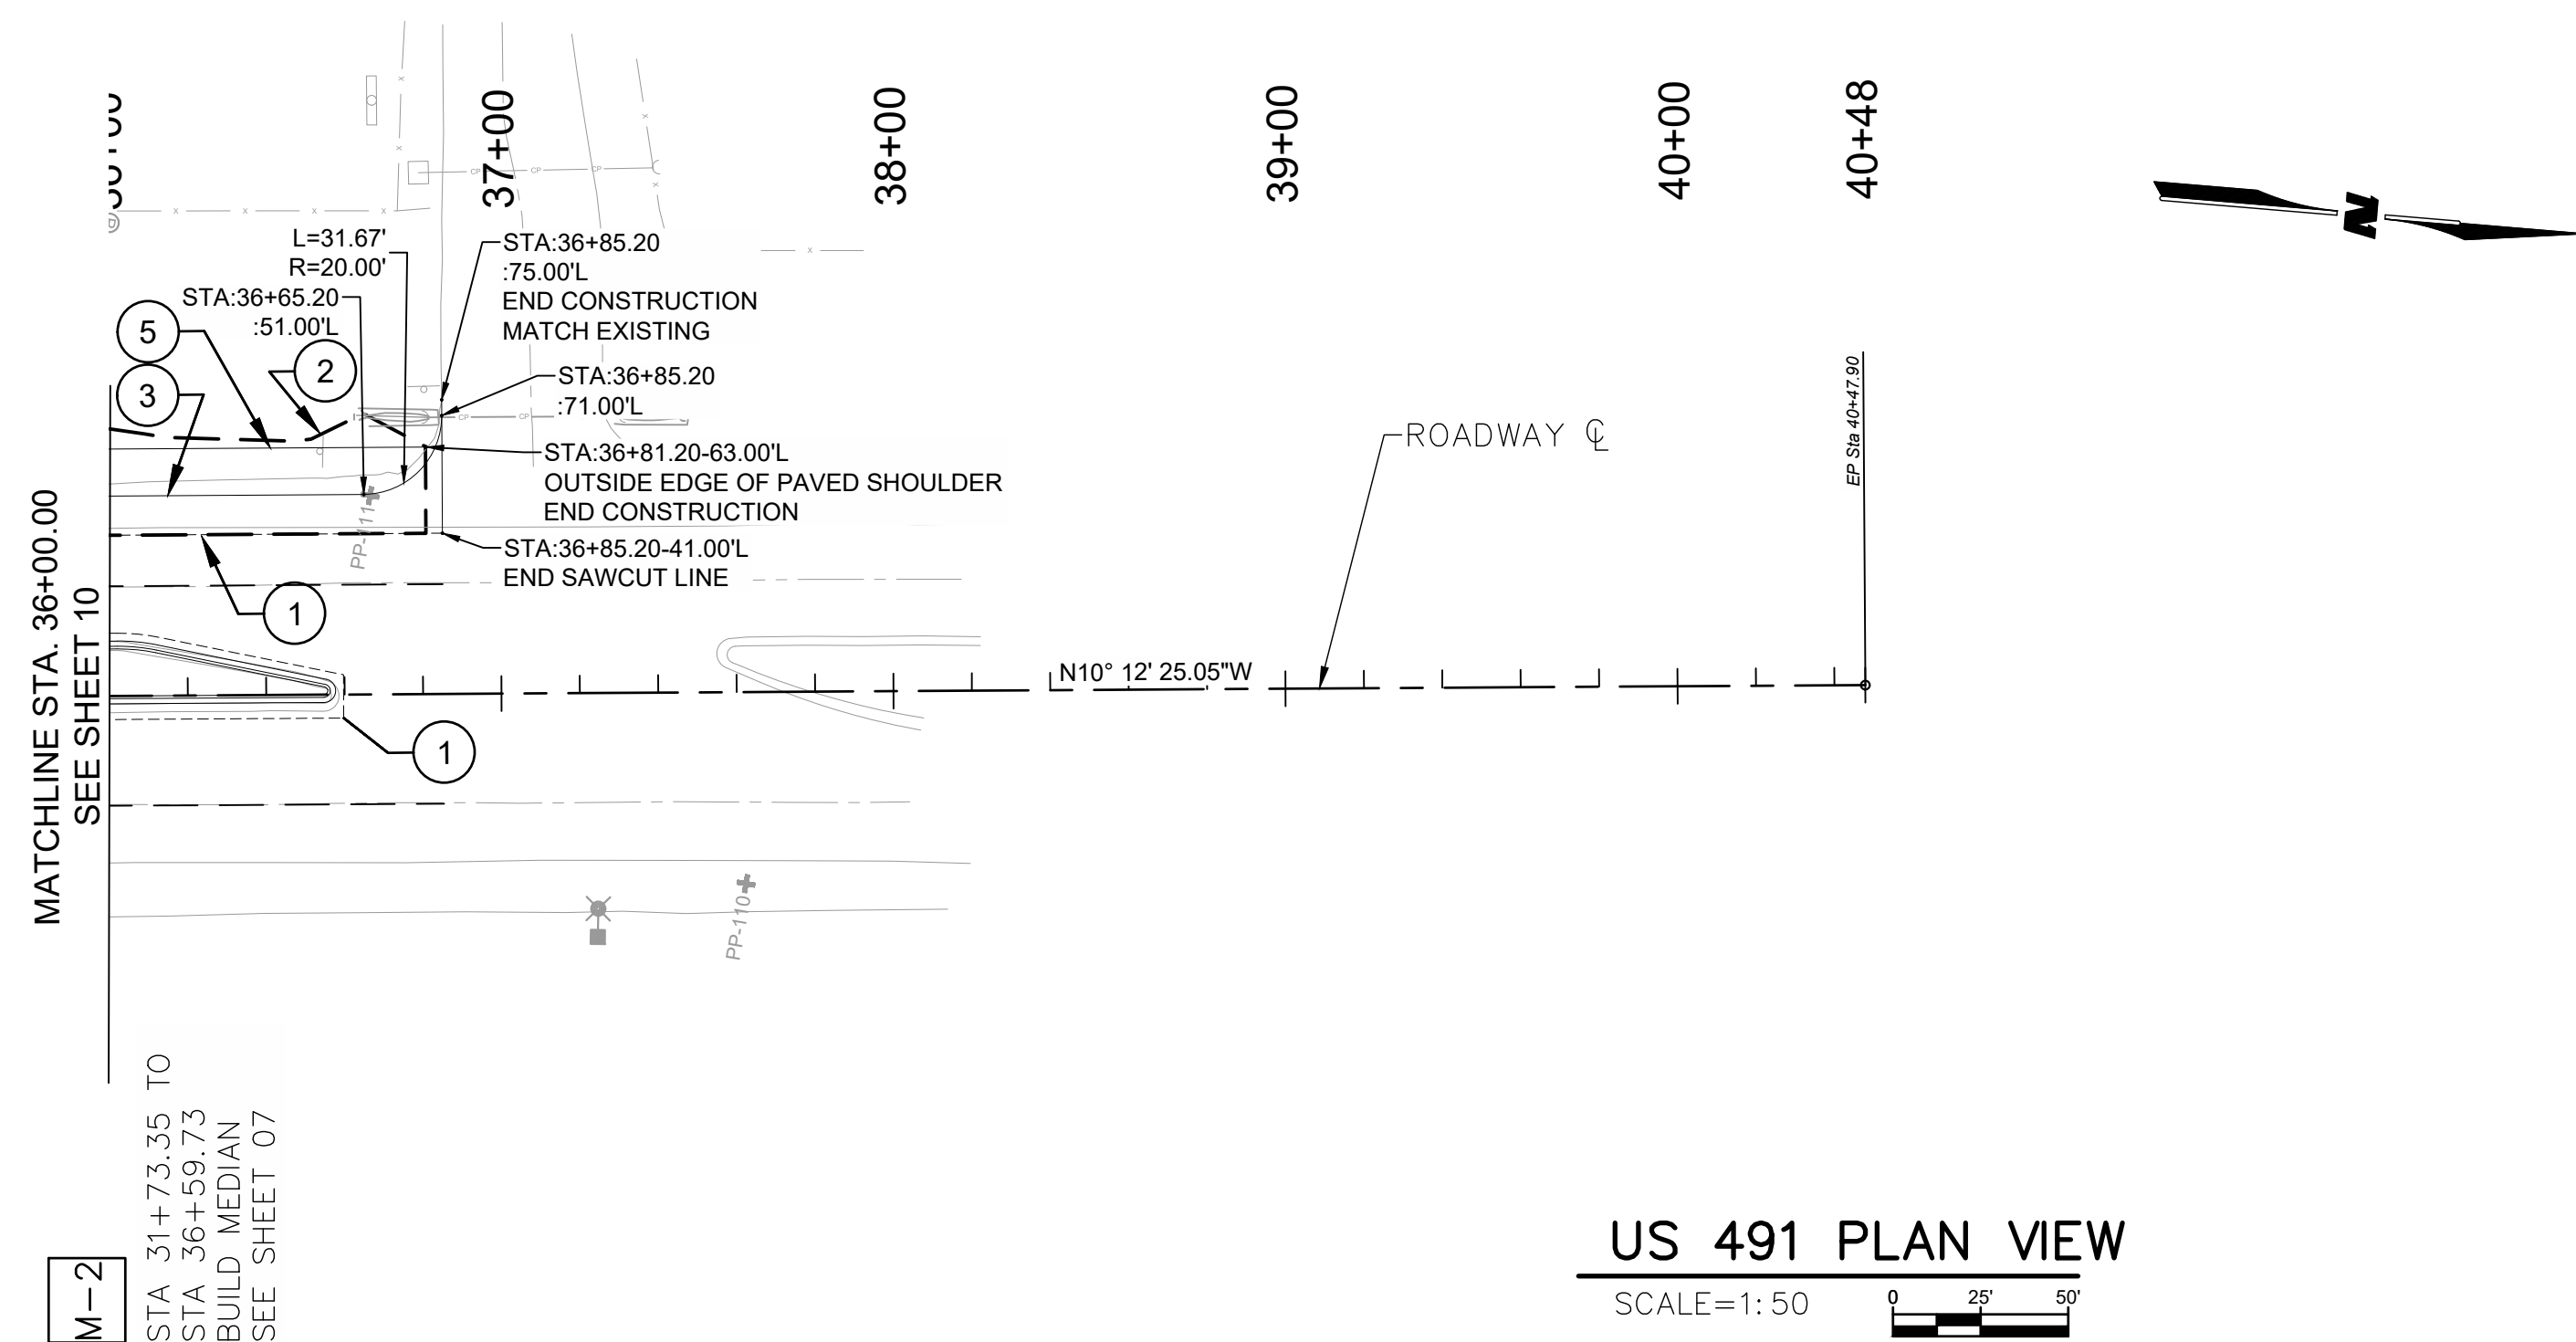 37+00
38+00
39+00
40+00
40+48
N
L=31.67'
R=20.00'
STA:36+65.20
:51.00'L
STA:36+85.20
:75.00'L
END CONSTRUCTION
MATCH EXISTING
STA:36+85.20
:71.00'L
STA:36+81.20-63.00'L
OUTSIDE EDGE OF PAVED SHOULDER
END CONSTRUCTION
STA:36+85.20-41.00'L
END SAWCUT LINE
5
2
3
1
1
x
x
x
x
x
x
x
x
x
CP
CP
CP
CP
CP
PP-111
PP-110
ROADWAY ℄
EP Sta 40+47.90
N10° 12' 25.05"W
MATCHLINE STA. 36+00.00
SEE SHEET 10
M-2
STA 31+73.35 TO
STA 36+59.73
BUILD MEDIAN
SEE SHEET 07
US 491 PLAN VIEW
SCALE=1:50
0 25' 50'